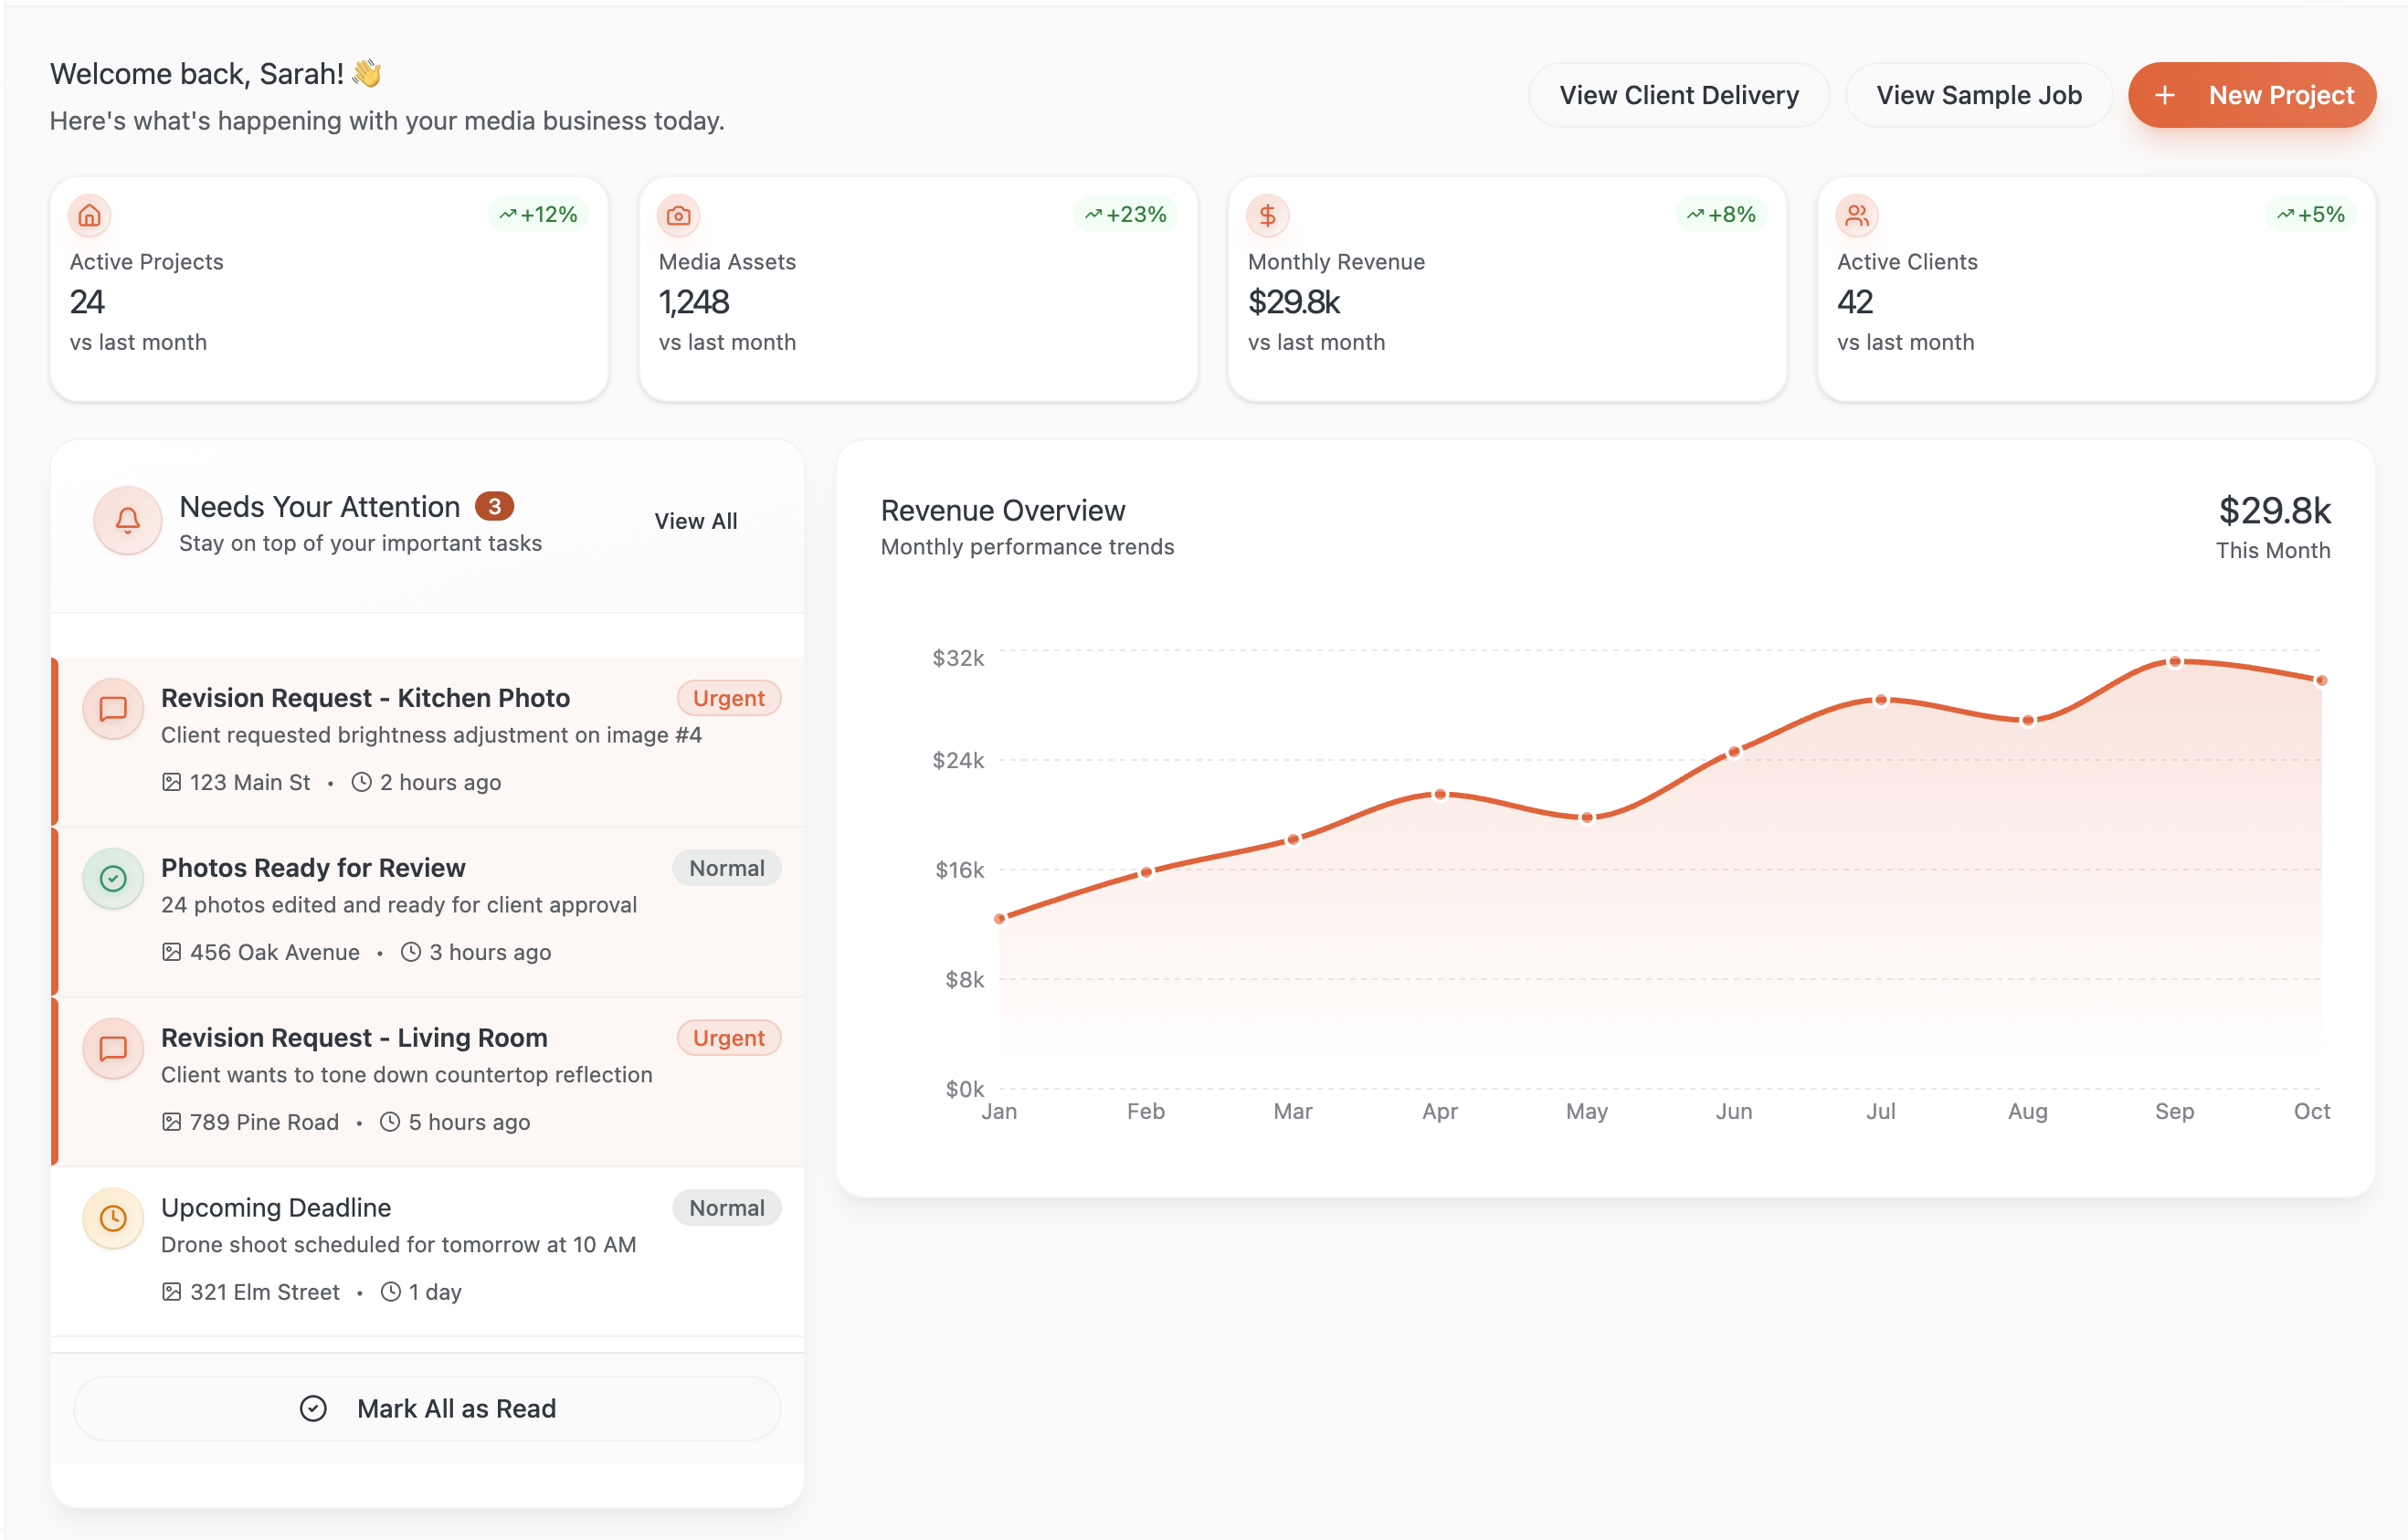 Welcome back, Sarah! 👋
Here's what's happening with your media business today.
View Client Delivery
View Sample Job
+ New Project
+12%
Active Projects
24
vs last month
+23%
Media Assets
1,248
vs last month
+8%
Monthly Revenue
$29.8k
vs last month
+5%
Active Clients
42
vs last month
Needs Your Attention 3
Stay on top of your important tasks
View All
Revision Request - Kitchen Photo
Urgent
Client requested brightness adjustment on image #4
123 Main St • 2 hours ago
Photos Ready for Review
Normal
24 photos edited and ready for client approval
456 Oak Avenue • 3 hours ago
Revision Request - Living Room
Urgent
Client wants to tone down countertop reflection
789 Pine Road • 5 hours ago
Upcoming Deadline
Normal
Drone shoot scheduled for tomorrow at 10 AM
321 Elm Street • 1 day
Mark All as Read
Revenue Overview
Monthly performance trends
$29.8k
This Month
$32k
$24k
$16k
$8k
$0k
Jan Feb Mar Apr May Jun Jul Aug Sep Oct